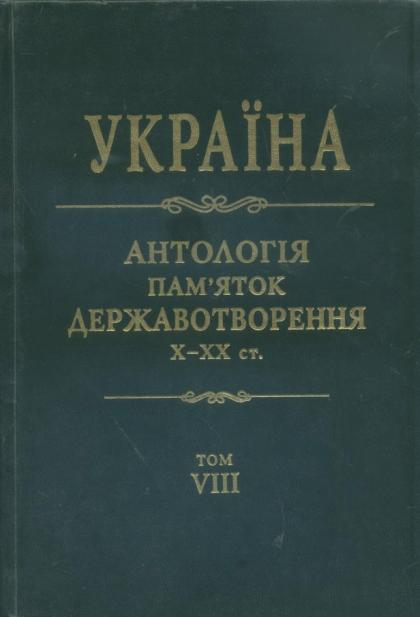 УКРАЇНА
АНТОЛОГІЯ
ПАМ'ЯТОК
ДЕРЖАВОТВОРЕННЯ
X–XX ст.
ТОМ
VIII